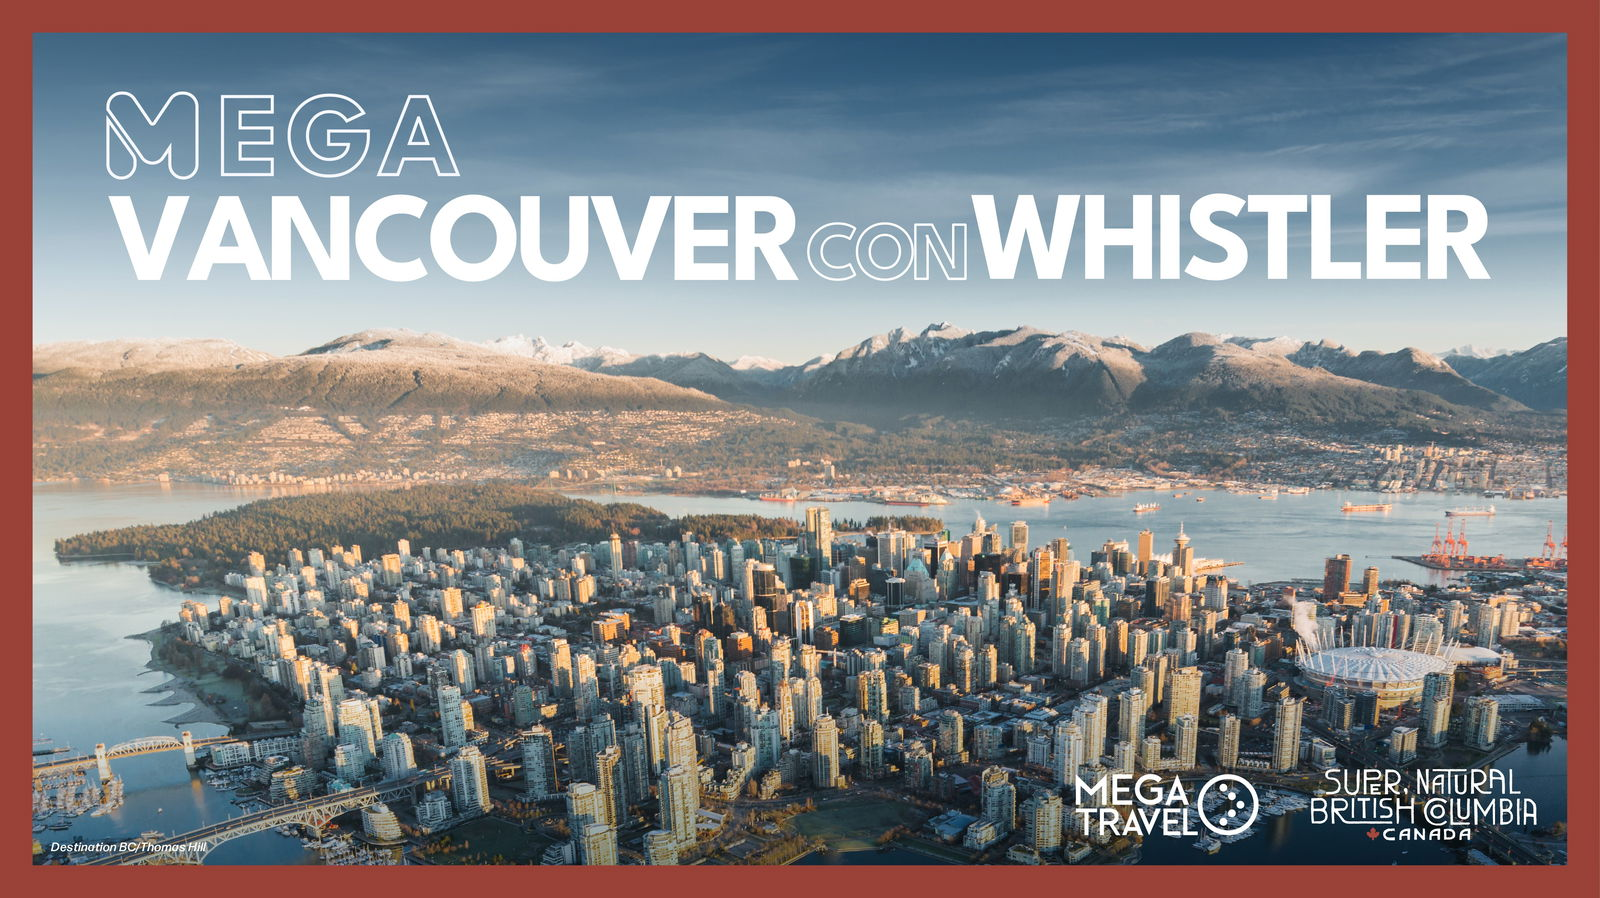 MEGA
VANCOUVER CON WHISTLER
MEGA
TRAVEL
SUPER, NATURAL
BRITISH COLUMBIA
CANADA
Destination BC/Thomas Hill